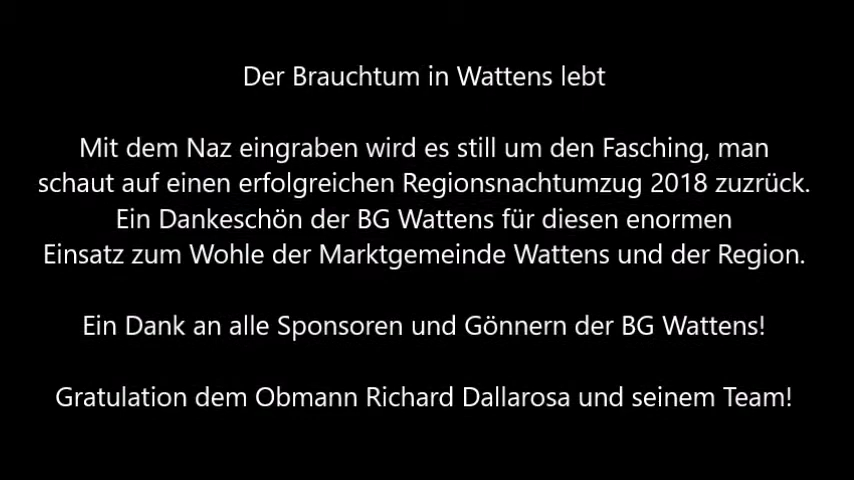 Der Brauchtum in Wattens lebt
Mit dem Naz eingraben wird es still um den Fasching, man
schaut auf einen erfolgreichen Regionsnachtumzug 2018 zuzrück.
Ein Dankeschön der BG Wattens für diesen enormen
Einsatz zum Wohle der Marktgemeinde Wattens und der Region.
Ein Dank an alle Sponsoren und Gönnern der BG Wattens!
Gratulation dem Obmann Richard Dallarosa und seinem Team!